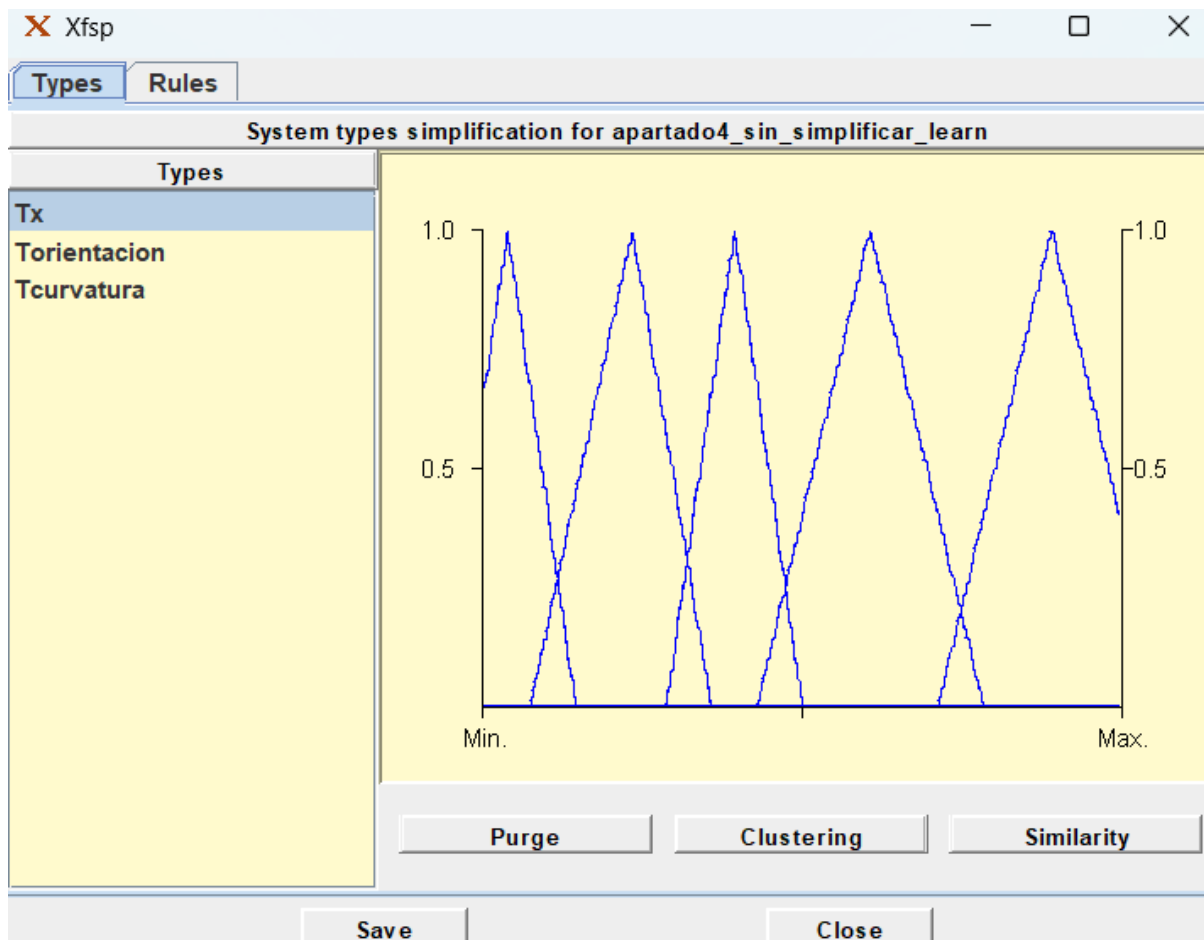 X Xfsp
Types Rules
System types simplification for apartado4_sin_simplificar_learn
Types
Tx
Torientacion
Tcurvatura
1.0 1.0
0.5 0.5
Min. Max.
Purge Clustering Similarity
Save Close